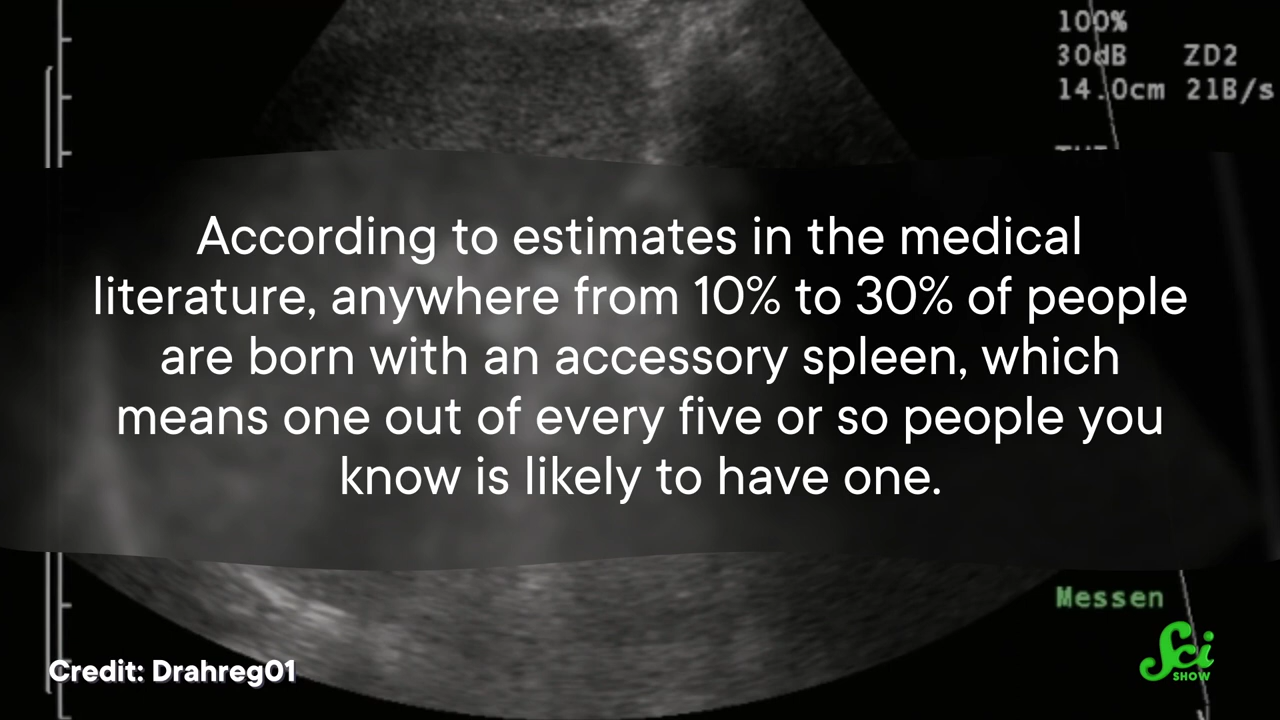 100%
30dB ZD2
14.0cm 21B/s
According to estimates in the medical
literature, anywhere from 10% to 30% of people
are born with an accessory spleen, which
means one out of every five or so people you
know is likely to have one.
Messen
Credit: Drahreg01
Sci
SHOW